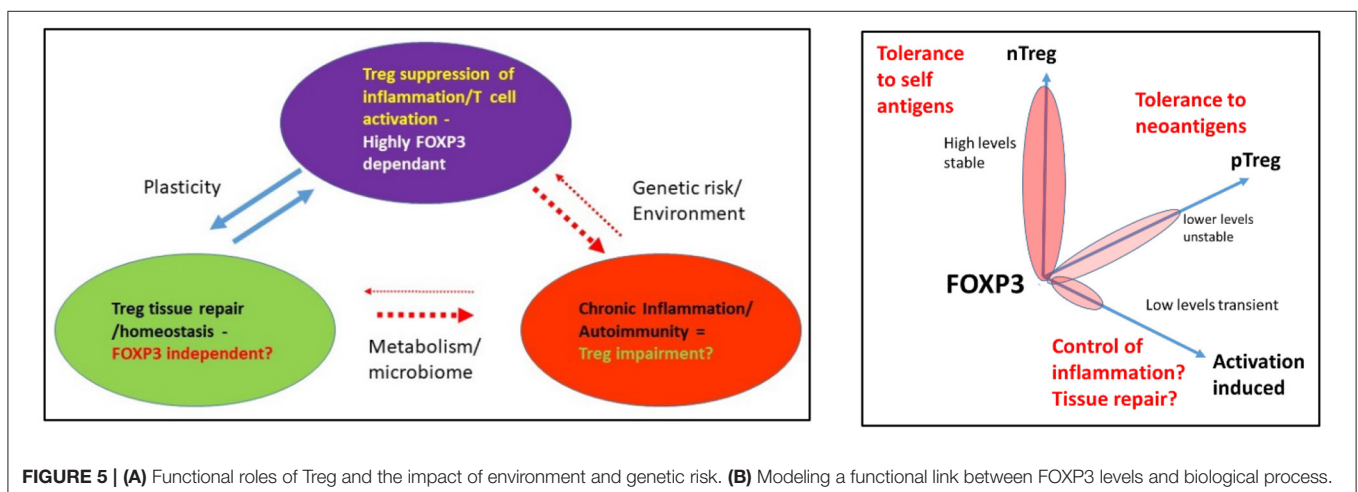 Treg suppression of
inflammation/T cell
activation -
Highly FOXP3
dependant
Plasticity
Genetic risk/
Environment
Treg tissue repair
/homeostasis -
FOXP3 independent?
Metabolism/
microbiome
Chronic Inflammation/
Autoimmunity =
Treg impairment?
Tolerance
to self
antigens
nTreg
Tolerance to
neoantigens
High levels
stable
pTreg
lower levels
unstable
FOXP3
Low levels transient
Control of
inflammation?
Tissue repair?
Activation
induced
FIGURE 5 | (A) Functional roles of Treg and the impact of environment and genetic risk. (B) Modeling a functional link between FOXP3 levels and biological process.